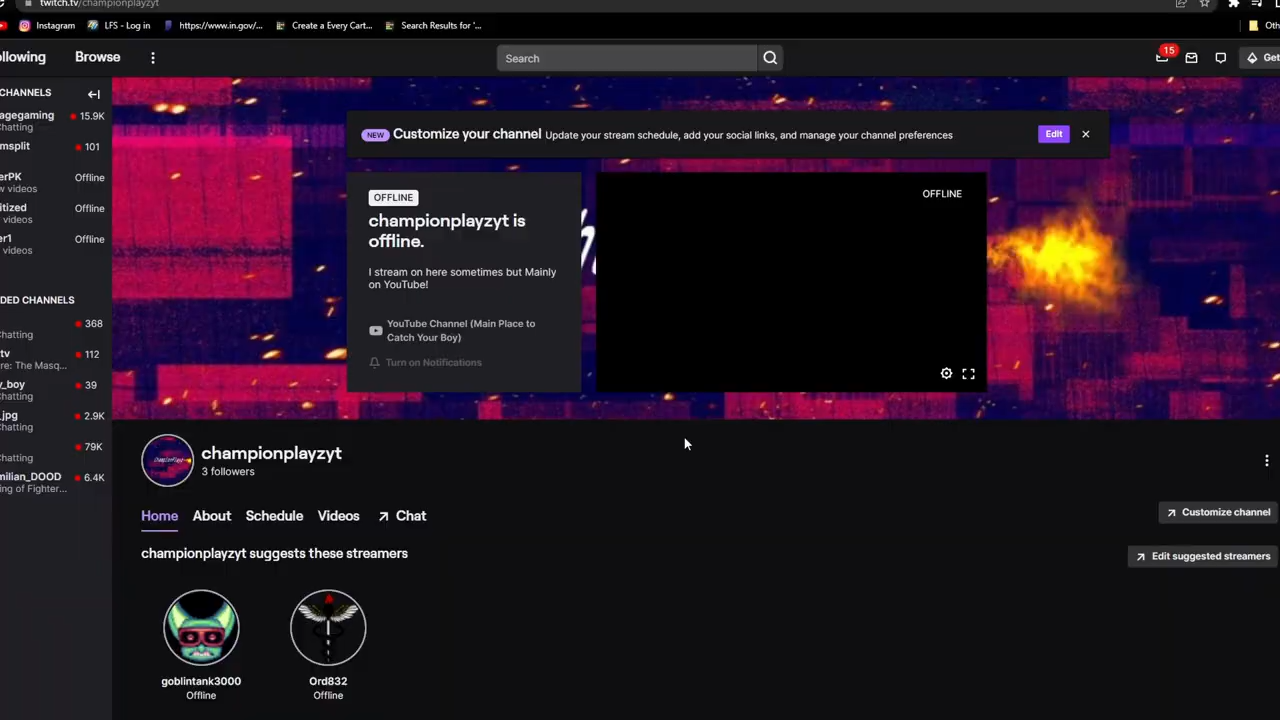 twitch.tv/championplayzyt
Instagram
LFS - Log in
https://www.in.gov/...
Create a Every Cart...
Search Results for '...
Oth
ollowing
Browse
Search
15
Get
CHANNELS
agegaming
15.9K
Chatting
msplit
101
erPK
Offline
w videos
itized
Offline
videos
er1
Offline
videos
DED CHANNELS
368
Chatting
tv
112
re: The Masq...
y_boy
39
Chatting
.jpg
2.9K
Chatting
79K
Chatting
milian_DOOD
6.4K
ing of Fighter...
NEW
Customize your channel
Update your stream schedule, add your social links, and manage your channel preferences
Edit
OFFLINE
championplayzyt is
offline.
I stream on here sometimes but Mainly
on YouTube!
YouTube Channel (Main Place to
Catch Your Boy)
Turn on Notifications
OFFLINE
championplayzyt
3 followers
Home
About
Schedule
Videos
Chat
Customize channel
championplayzyt suggests these streamers
Edit suggested streamers
goblintank3000
Offline
Ord832
Offline